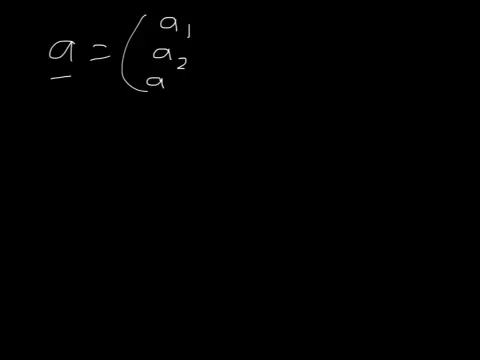 a = ( a₁
a₂
a